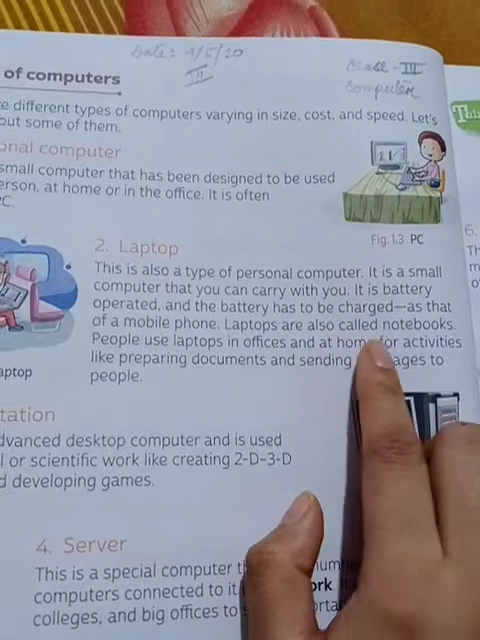 Date: 4/5/20
III
Class - III
Computer
of computers
different types of computers varying in size, cost, and speed. Let's
out some of them.
onal computer
small computer that has been designed to be used
erson, at home or in the office. It is often
PC.
Fig.1.3 PC
2. Laptop
This is also a type of personal computer. It is a small
computer that you can carry with you. It is battery
operated, and the battery has to be charged—as that
of a mobile phone. Laptops are also called notebooks.
People use laptops in offices and at home for activities
like preparing documents and sending ages to
people.
aptop
tation
dvanced desktop computer and is used
l or scientific work like creating 2-D–3-D
d developing games.
4. Server
This is a special computer
computers connected to it
colleges, and big offices to
ork.
Thi
6.